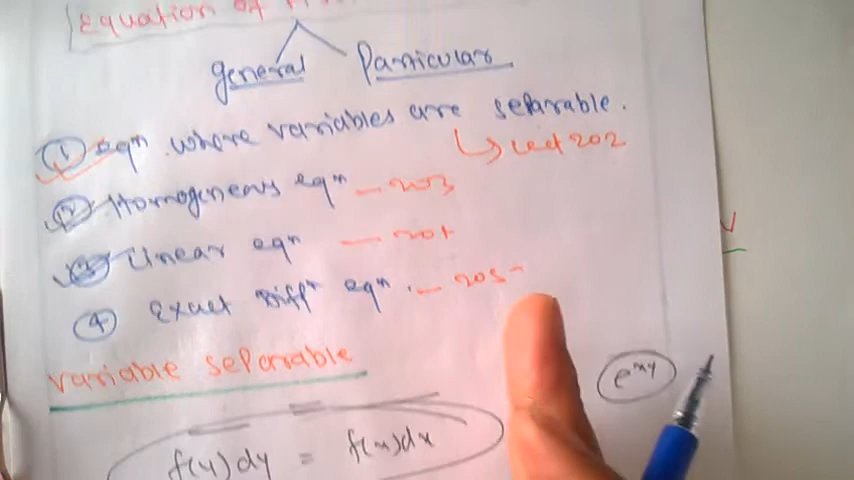 Equation of
general Particular
① eqⁿ where variables are separable.
↳ Lect 202
② Homogeneous eqⁿ — 203
③ Linear eqⁿ — 204
④ Exact Diffⁿ eqⁿ. — 205
Variable Separable
e^xy
f(y)dy = f(x)dx